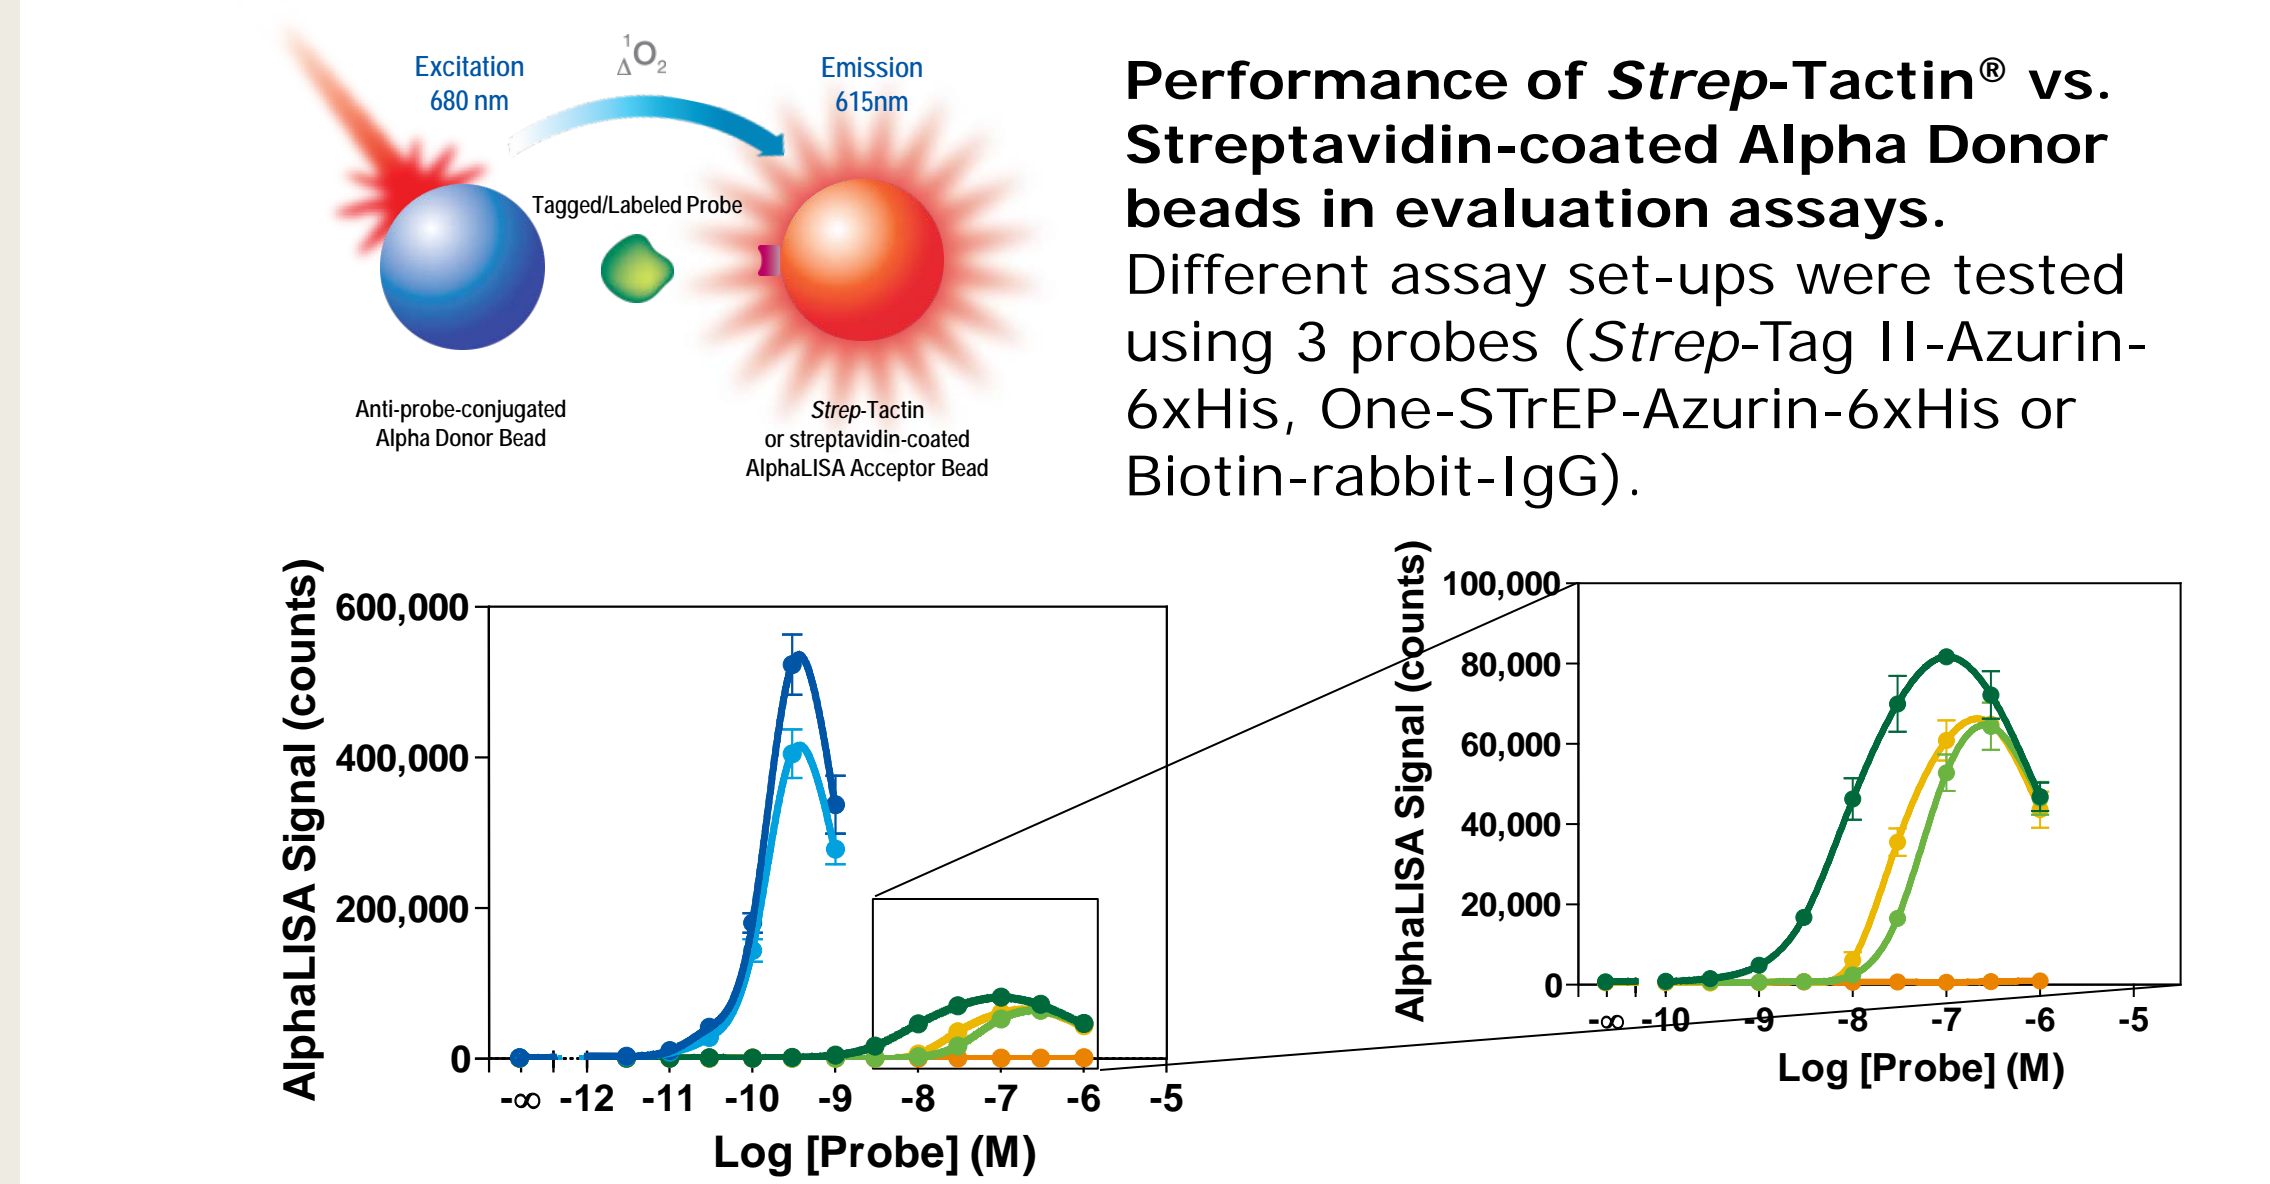 Excitation
680 nm
¹ΔO₂
Emission
615nm
Tagged/Labeled Probe
Anti-probe-conjugated
Alpha Donor Bead
Strep-Tactin
or streptavidin-coated
AlphaLISA Acceptor Bead
Performance of Strep-Tactin® vs.
Streptavidin-coated Alpha Donor
beads in evaluation assays.
Different assay set-ups were tested
using 3 probes (Strep-Tag II-Azurin-
6xHis, One-STrEP-Azurin-6xHis or
Biotin-rabbit-IgG).
AlphaLISA Signal (counts)
600,000
400,000
200,000
0
-∞ -12 -11 -10 -9 -8 -7 -6 -5
Log [Probe] (M)
AlphaLISA Signal (counts)
100,000
80,000
60,000
40,000
20,000
0
-∞ -10 -9 -8 -7 -6 -5
Log [Probe] (M)